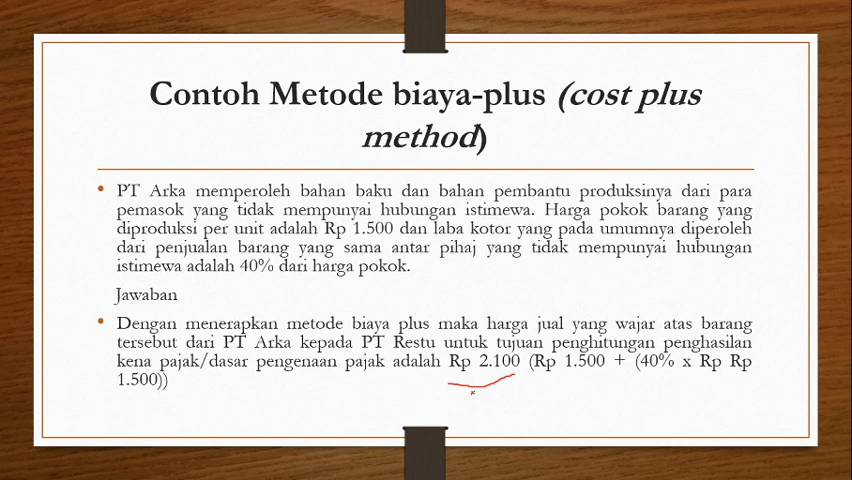 Contoh Metode biaya-plus (cost plus
method)
• PT Arka memperoleh bahan baku dan bahan pembantu produksinya dari para
pemasok yang tidak mempunyai hubungan istimewa. Harga pokok barang yang
diproduksi per unit adalah Rp 1.500 dan laba kotor yang pada umumnya diperoleh
dari penjualan barang yang sama antar pihaj yang tidak mempunyai hubungan
istimewa adalah 40% dari harga pokok.
Jawaban
• Dengan menerapkan metode biaya plus maka harga jual yang wajar atas barang
tersebut dari PT Arka kepada PT Restu untuk tujuan penghitungan penghasilan
kena pajak/dasar pengenaan pajak adalah Rp 2.100 (Rp 1.500 + (40% x Rp Rp
1.500))